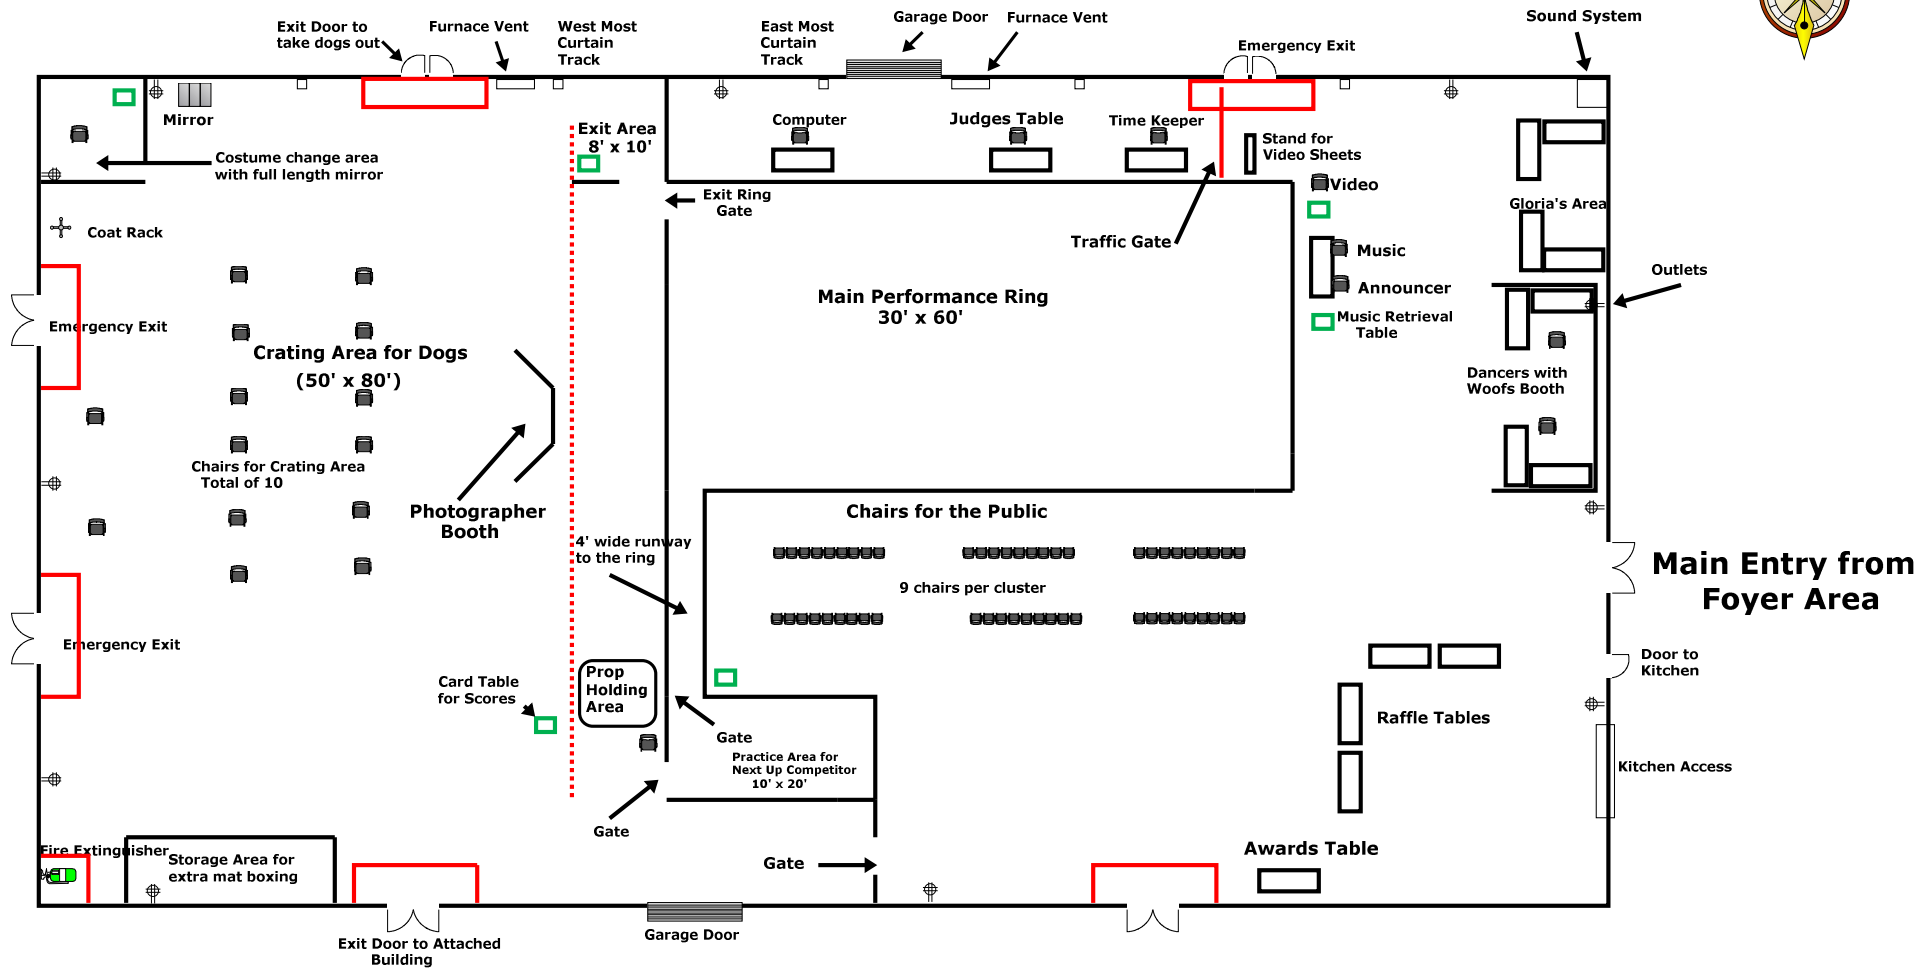 Exit Door to
take dogs out
Furnace Vent
West Most
Curtain
Track
East Most
Curtain
Track
Garage Door
Furnace Vent
Emergency Exit
Sound System
Mirror
Costume change area
with full length mirror
Exit Area
8' x 10'
Computer
Judges Table
Time Keeper
Stand for
Video Sheets
Video
Exit Ring
Gate
Traffic Gate
Gloria's Area
Coat Rack
Music
Announcer
Music Retrieval
Table
Outlets
Emergency Exit
Crating Area for Dogs
(50' x 80')
Main Performance Ring
30' x 60'
Dancers with
Woofs Booth
Chairs for Crating Area
Total of 10
Photographer
Booth
Chairs for the Public
4' wide runway
to the ring
9 chairs per cluster
Main Entry from
Foyer Area
Emergency Exit
Card Table
for Scores
Prop
Holding
Area
Gate
Practice Area for
Next Up Competitor
10' x 20'
Door to
Kitchen
Raffle Tables
Kitchen Access
Gate
Gate
Awards Table
Fire Extinguisher
Storage Area for
extra mat boxing
Exit Door to Attached
Building
Garage Door